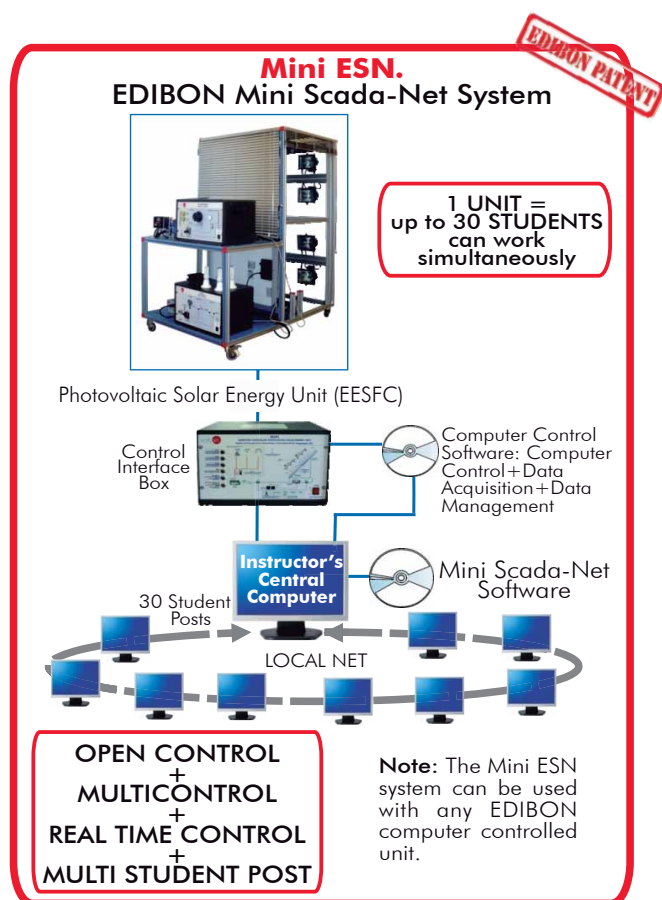 EDIBON PATENT
Mini ESN.
EDIBON Mini Scada-Net System
1 UNIT =
up to 30 STUDENTS
can work
simultaneously
Photovoltaic Solar Energy Unit (EESFC)
Control
Interface
Box
Computer Control
Software: Computer
Control+Data
Acquisition+Data
Management
Instructor's
Central
Computer
Mini Scada-Net
Software
30 Student
Posts
LOCAL NET
OPEN CONTROL
+
MULTICONTROL
+
REAL TIME CONTROL
+
MULTI STUDENT POST
Note: The Mini ESN
system can be used
with any EDIBON
computer controlled
unit.